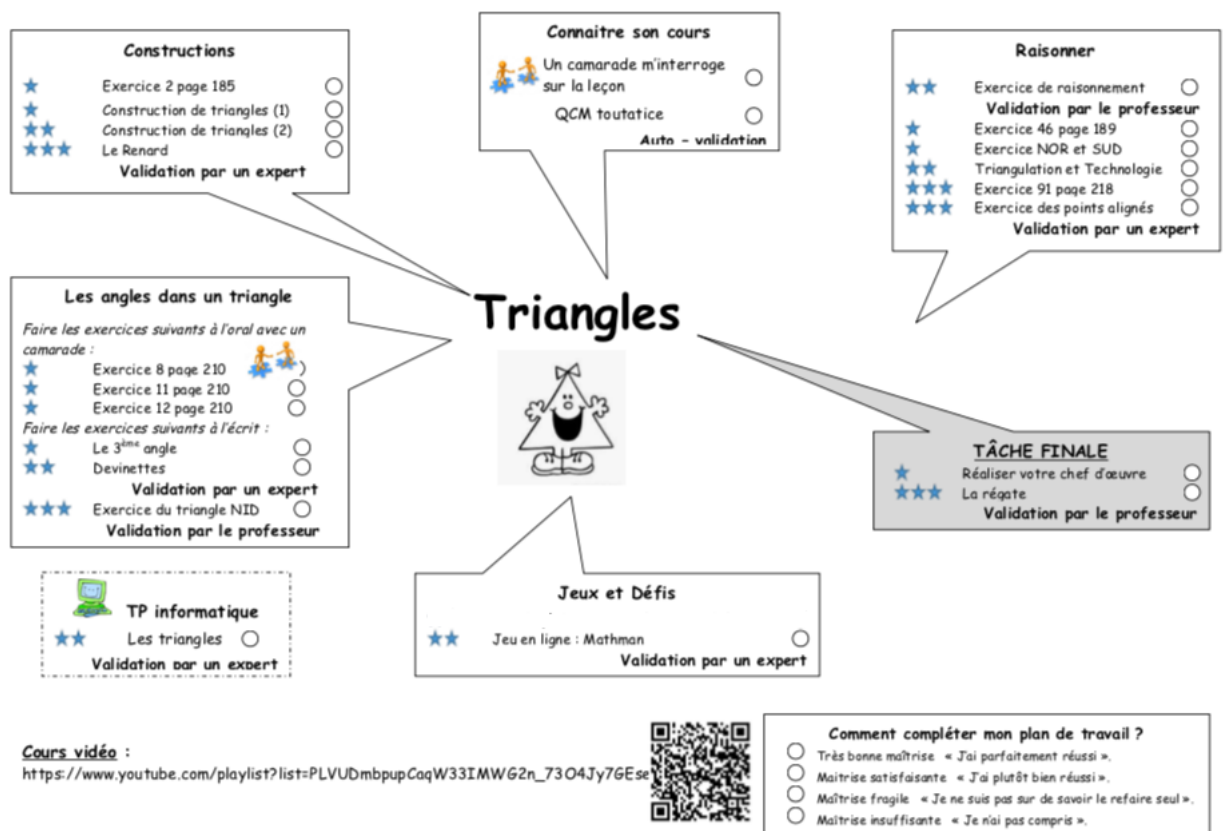 Constructions
Exercice 2 page 185
Construction de triangles (1)
Construction de triangles (2)
Le Renard
Validation par un expert
Connaitre son cours
Un camarade m'interroge
sur la leçon
QCM toutatice
Auto - validation
Raisonner
Exercice de raisonnement
Validation par le professeur
Exercice 46 page 189
Exercice NOR et SUD
Triangulation et Technologie
Exercice 91 page 218
Exercice des points alignés
Validation par un expert
Triangles
Les angles dans un triangle
Faire les exercices suivants à l'oral avec un
camarade :
Exercice 8 page 210 )
Exercice 11 page 210
Exercice 12 page 210
Faire les exercices suivants à l'écrit :
Le 3ème angle
Devinettes
Validation par un expert
Exercice du triangle NID
Validation par le professeur
TÂCHE FINALE
Réaliser votre chef d'œuvre
La régate
Validation par le professeur
TP informatique
Les triangles
Validation par un expert
Jeux et Défis
Jeu en ligne : Mathman
Validation par un expert
Cours vidéo :
https://www.youtube.com/playlist?list=PLVUDmbpupCaqW33IMWG2n_73O4Jy7GEse
Comment compléter mon plan de travail ?
Très bonne maîtrise « J'ai parfaitement réussi ».
Maitrise satisfaisante « J'ai plutôt bien réussi ».
Maîtrise fragile « Je ne suis pas sur de savoir le refaire seul ».
Maîtrise insuffisante « Je n'ai pas compris ».